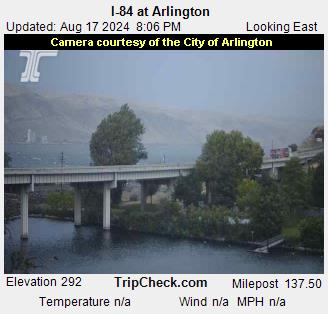 I-84 at Arlington
Updated: Aug 17 2024 8:06 PM Looking East
Camera courtesy of the City of Arlington
Elevation 292 TripCheck.com Milepost 137.50
Temperature n/a Wind n/a MPH n/a